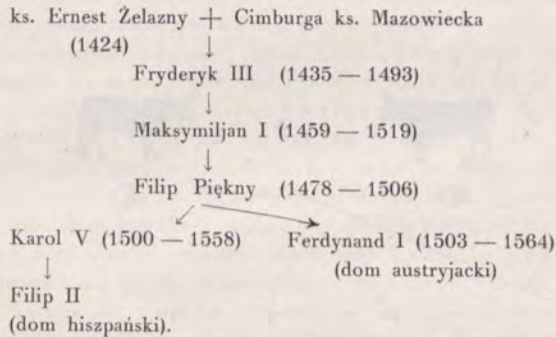 ks. Ernest Żelazny + Cimburga ks. Mazowiecka
(1424) ↓
Fryderyk III (1435 — 1493)
↓
Maksymiljan I (1459 — 1519)
↓
Filip Piękny (1478 — 1506)
Karol V (1500 — 1558) Ferdynand I (1503 — 1564)
↓ (dom austryjacki)
Filip II
(dom hiszpański).